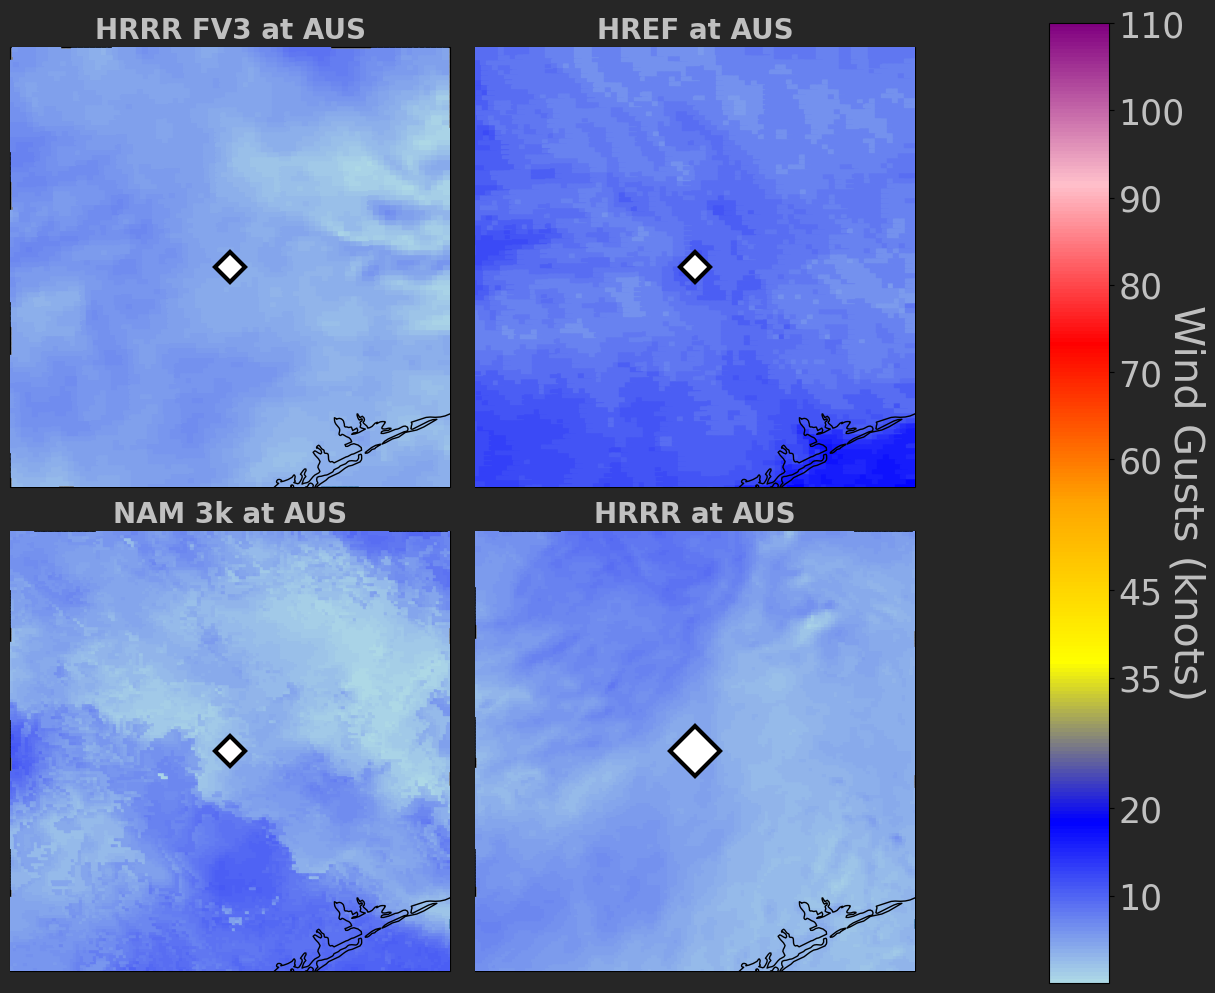 HRRR FV3 at AUS
HREF at AUS
NAM 3k at AUS
HRRR at AUS
110
100
90
80
70
60
45
35
20
10
Wind Gusts (knots)